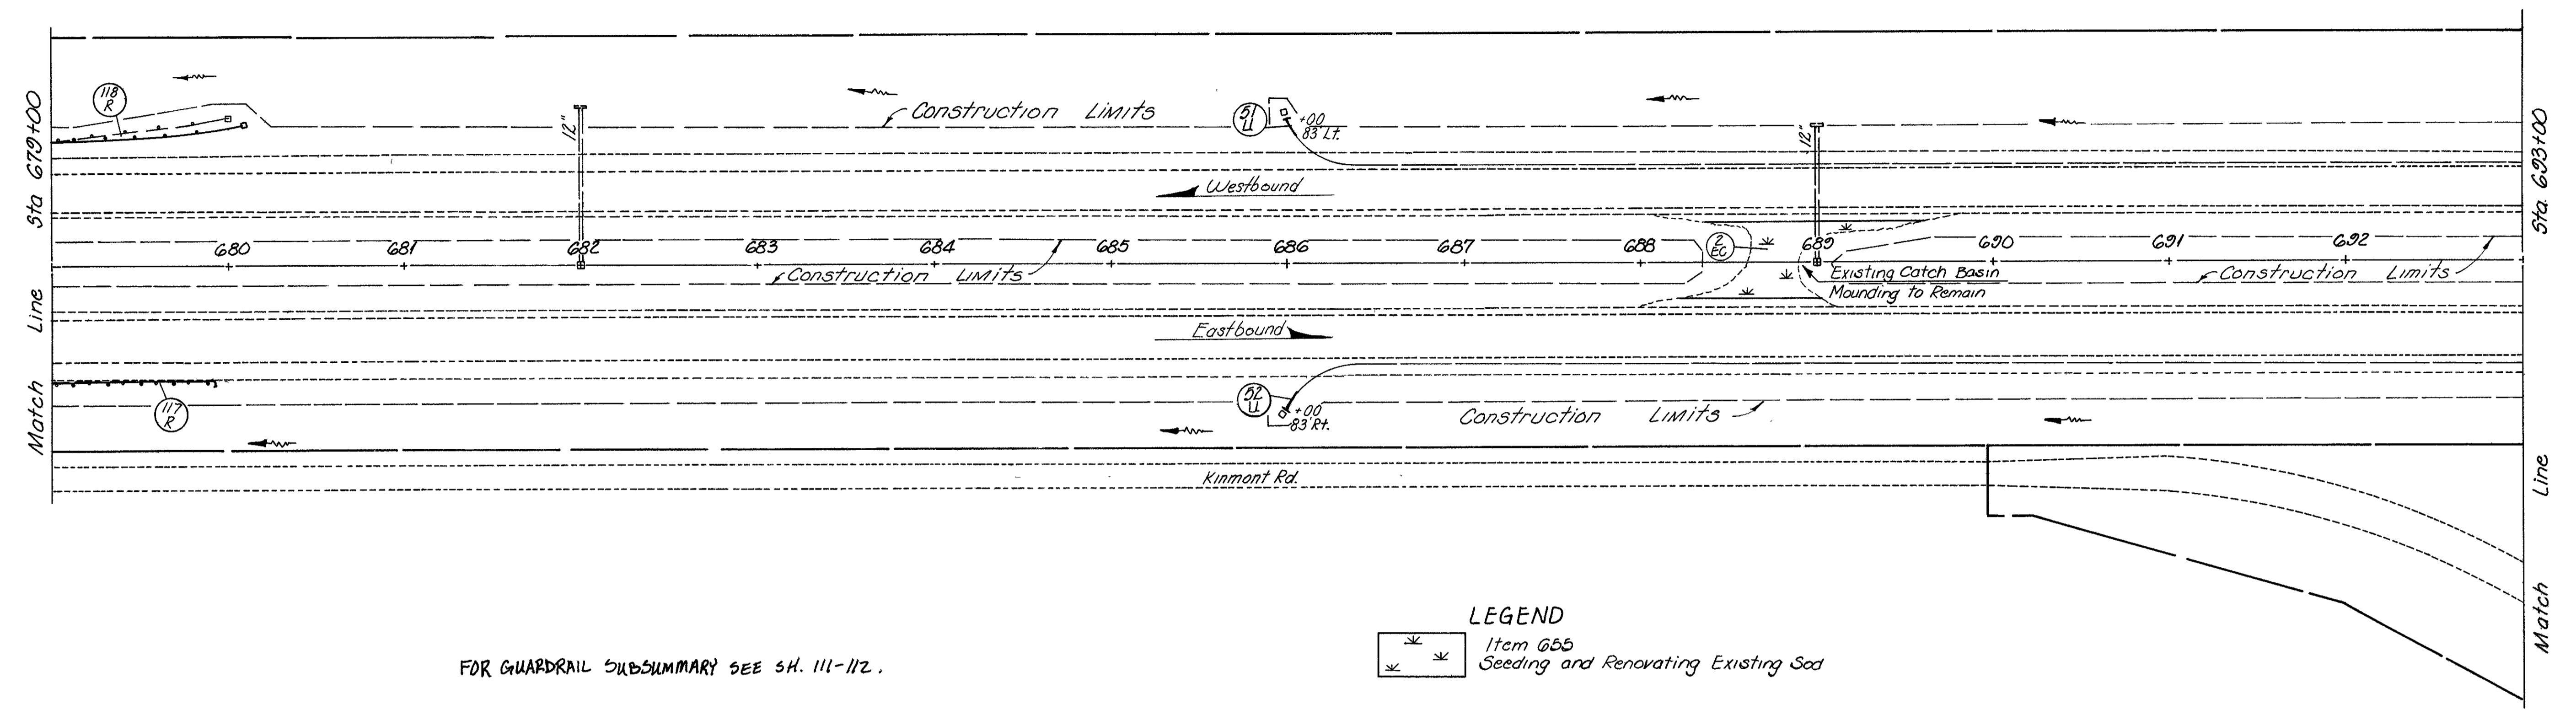 118
R
Construction Limits
51
U
+00
83' Lt.
12"
12"
Westbound
680
681
682
683
684
685
686
687
688
2
EC
689
690
691
692
Construction Limits
Existing Catch Basin
Mounding to Remain
Construction Limits
Eastbound
117
R
52
U
+00
83' Rt.
Construction Limits
Kinmont Rd.
Match Line Sta 679+00
Match Line Sta. 693+00
LEGEND
Item 655
Seeding and Renovating Existing Sod
FOR GUARDRAIL SUBSUMMARY SEE SH. 111-112.